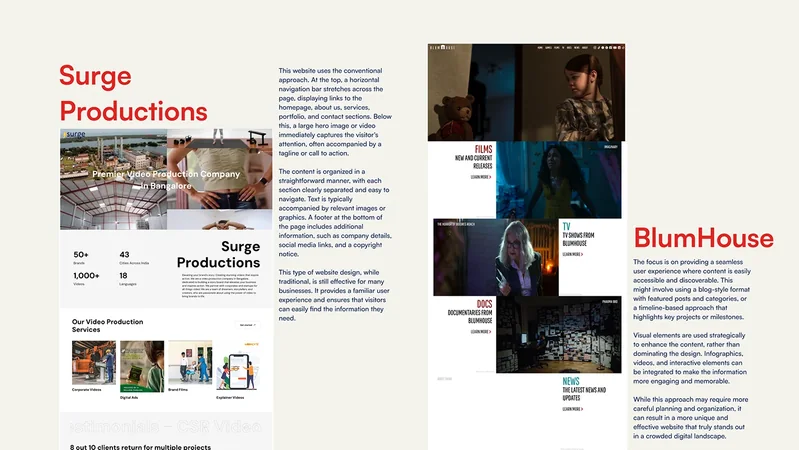 Surge
Productions
surge
Premier Video Production Company
in Bangalore
50+
Brands
43
Cities Across India
1,000+
Videos
18
Languages
Surge
Productions
Our Video Production
Services
Corporate Videos
Digital Ads
Brand Films
Explainer Videos
8 out 10 clients return for multiple projects
This website uses the conventional
approach. At the top, a horizontal
navigation bar stretches across the
page, displaying links to the
homepage, about us, services,
portfolio, and contact sections. Below
this, a large hero image or video
immediately captures the visitor's
attention, often accompanied by a
tagline or call to action.
The content is organized in a
straightforward manner, with each
section clearly separated and easy to
navigate. Text is typically
accompanied by relevant images or
graphics. A footer at the bottom of
the page includes additional
information, such as company details,
social media links, and a copyright
notice.
This type of website design, while
traditional, is still effective for many
businesses. It provides a familiar user
experience and ensures that visitors
can easily find the information they
need.
FILMS
NEW AND CURRENT
RELEASES
LEARN MORE >
IMAGINARY
TV
TV SHOWS FROM
BLUMHOUSE
LEARN MORE >
DOCS
DOCUMENTARIES FROM
BLUMHOUSE
LEARN MORE >
NEWS
THE LATEST NEWS AND
UPDATES
LEARN MORE >
BlumHouse
The focus is on providing a seamless
user experience where content is easily
accessible and discoverable. This
might involve using a blog-style format
with featured posts and categories, or
a timeline-based approach that
highlights key projects or milestones.
Visual elements are used strategically
to enhance the content, rather than
dominating the design. Infographics,
videos, and interactive elements can
be integrated to make the information
more engaging and memorable.
While this approach may require more
careful planning and organization, it
can result in a more unique and
effective website that truly stands out
in a crowded digital landscape.